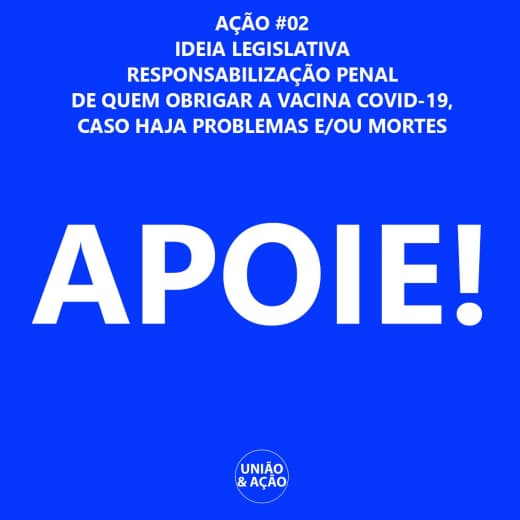 AÇÃO #02
IDEIA LEGISLATIVA
RESPONSABILIZAÇÃO PENAL
DE QUEM OBRIGAR A VACINA COVID-19,
CASO HAJA PROBLEMAS E/OU MORTES
APOIE!
UNIÃO
& AÇÃO